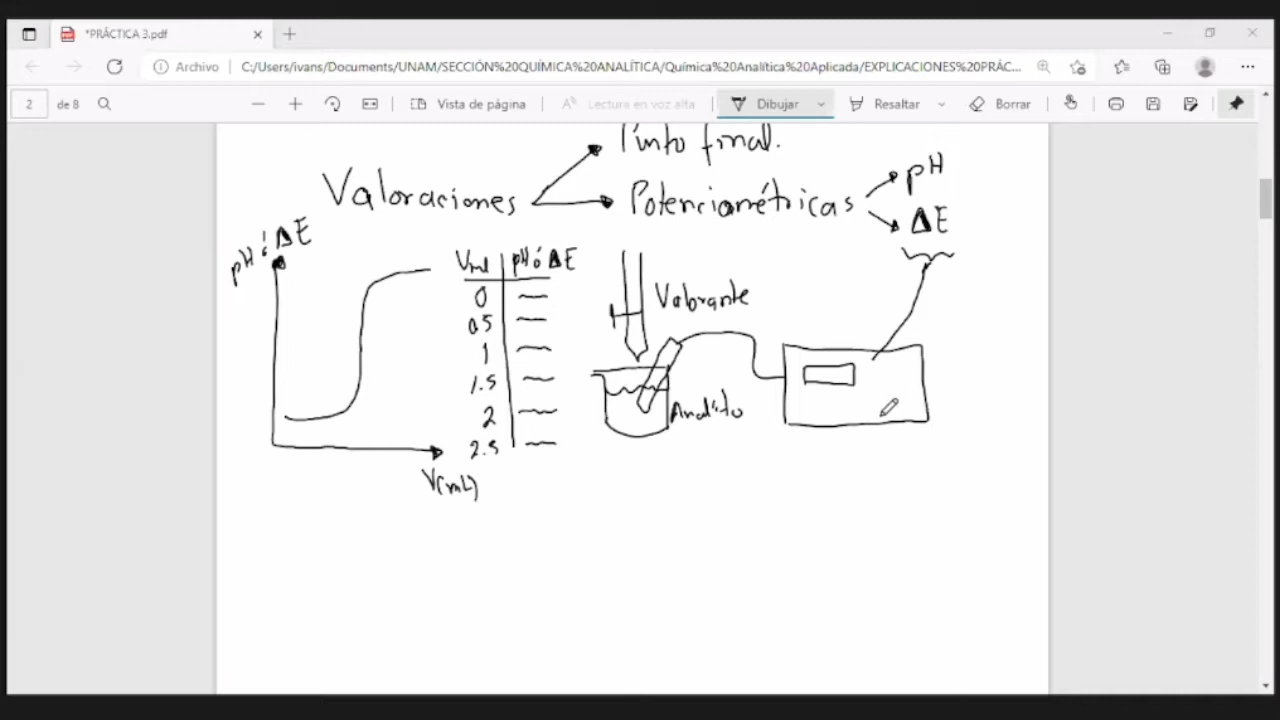 *PRÁCTICA 3.pdf
Archivo C:/Users/ivans/Documents/UNAM/SECCIÓN%20QUÍMICA%20ANALÍTICA/Química%20Analítica%20Aplicada/EXPLICACIONES%20PRÁC...
2 de 8 Vista de página Lectura en voz alta Dibujar Resaltar Borrar
Punto final.
Valoraciones Potenciométricas pH
ΔE
pH ó ΔE
Vml pH ó ΔE
0
0.5
1
1.5
2
2.5
Valorante
Analito
V(mL)